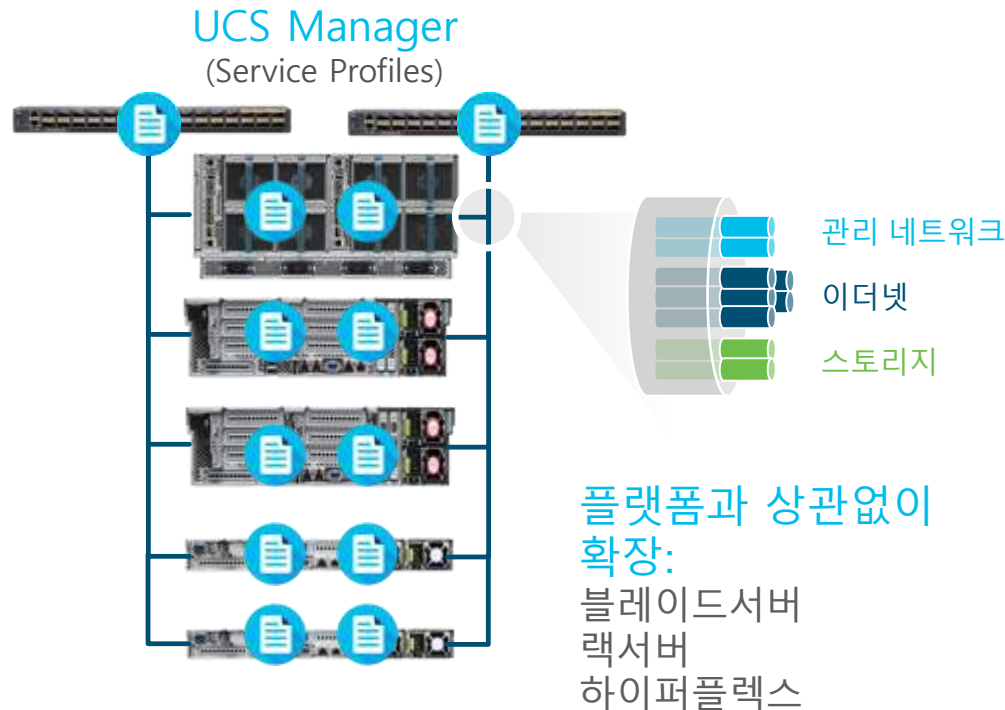 UCS Manager
(Service Profiles)
관리 네트워크
이더넷
스토리지
플랫폼과 상관없이
확장:
블레이드서버
랙서버
하이퍼플렉스